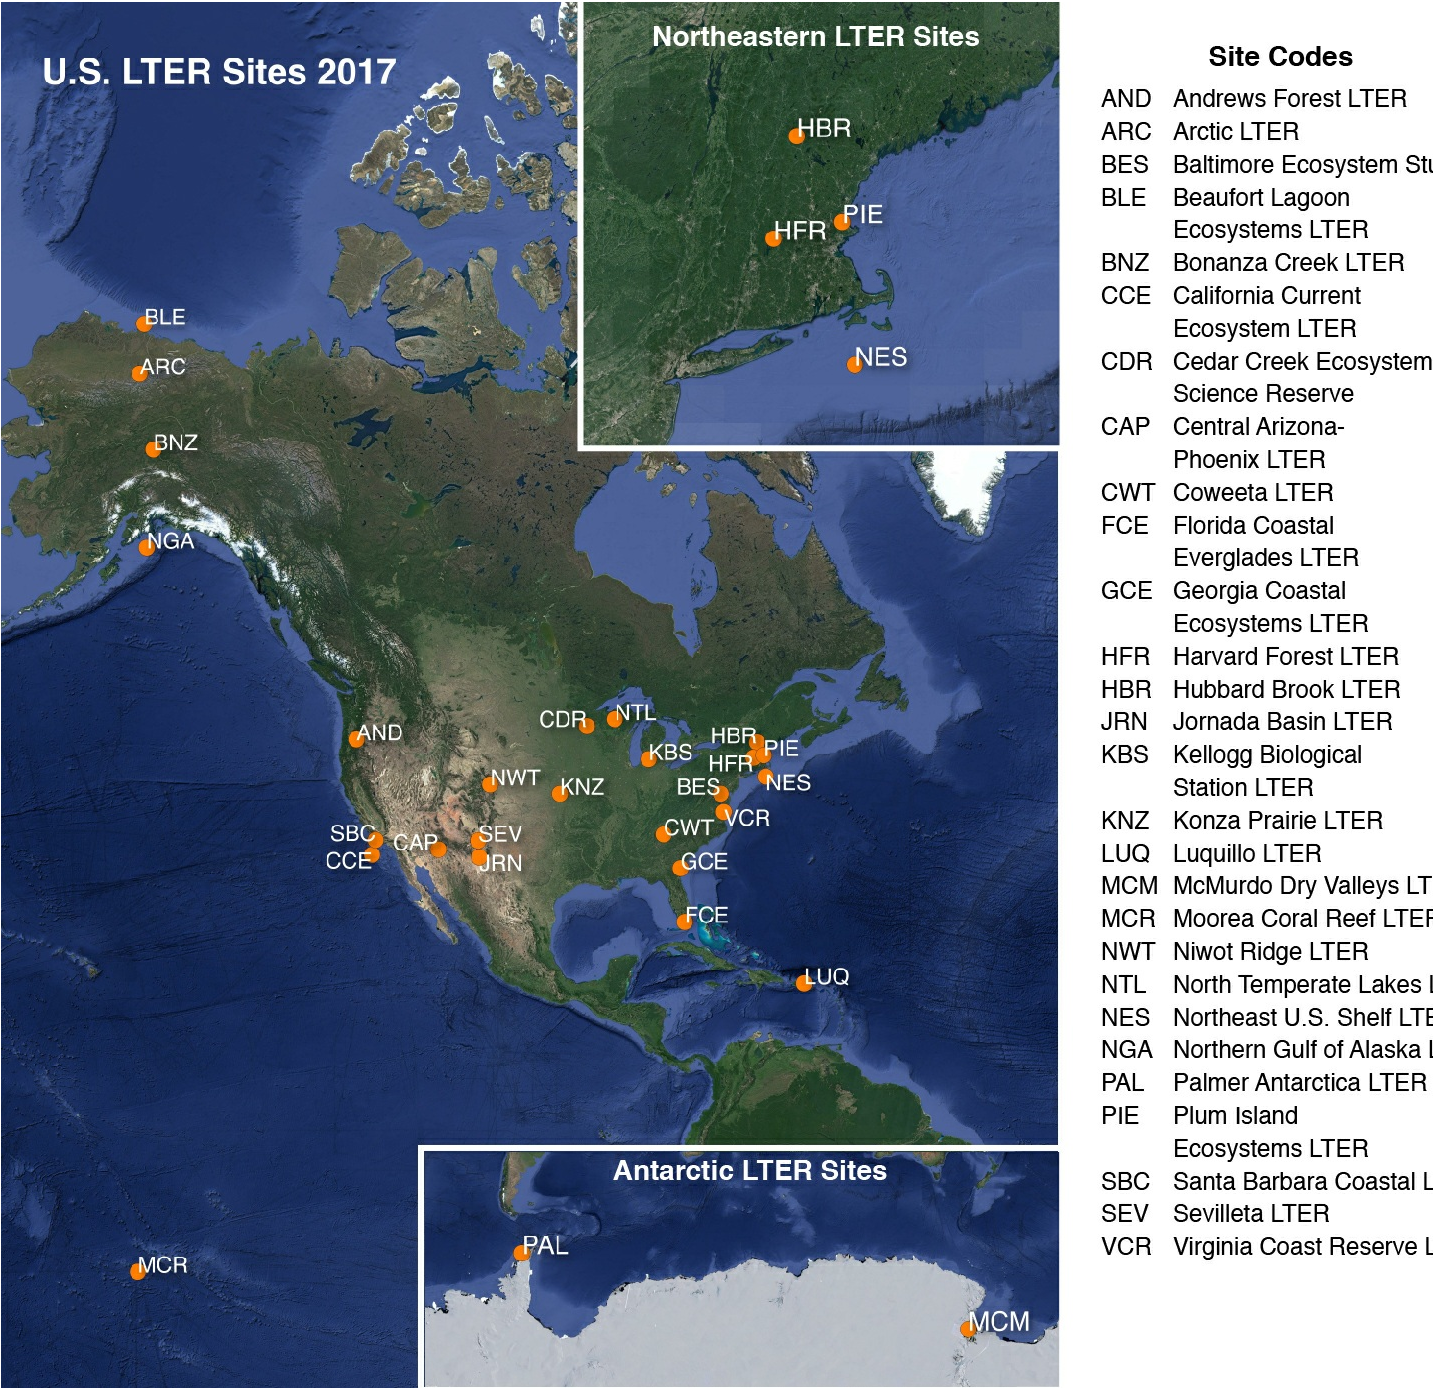 U.S. LTER Sites 2017
Northeastern LTER Sites
HBR
PIE
HFR
NES
BLE
ARC
BNZ
NGA
AND
CDR
NTL
KBS
HBR
PIE
HFR
NES
NWT
KNZ
BES
VCR
CWT
SBC
CAP
SEV
CCE
JRN
GCE
FCE
LUQ
MCR
Antarctic LTER Sites
PAL
MCM
Site Codes
AND Andrews Forest LTER
ARC Arctic LTER
BES Baltimore Ecosystem
BLE Beaufort Lagoon
Ecosystems LTER
BNZ Bonanza Creek LTER
CCE California Current
Ecosystem LTER
CDR Cedar Creek Ecosystem
Science Reserve
CAP Central Arizona-
Phoenix LTER
CWT Coweeta LTER
FCE Florida Coastal
Everglades LTER
GCE Georgia Coastal
Ecosystems LTER
HFR Harvard Forest LTER
HBR Hubbard Brook LTER
JRN Jornada Basin LTER
KBS Kellogg Biological
Station LTER
KNZ Konza Prairie LTER
LUQ Luquillo LTER
MCM McMurdo Dry Valleys
MCR Moorea Coral Reef LTER
NWT Niwot Ridge LTER
NTL North Temperate Lakes
NES Northeast U.S. Shelf
NGA Northern Gulf of Alaska
PAL Palmer Antarctica LTER
PIE Plum Island
Ecosystems LTER
SBC Santa Barbara Coastal
SEV Sevilleta LTER
VCR Virginia Coast Reserve